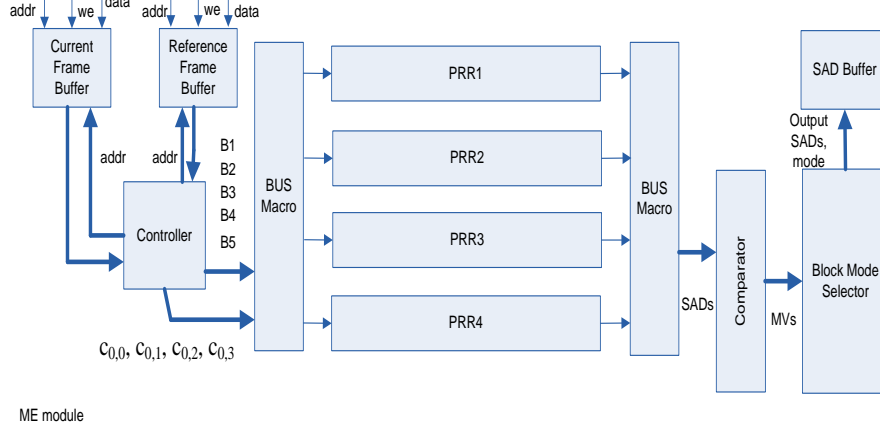 addr we data addr we data
Current Frame Buffer
Reference Frame Buffer
addr
addr
B1
B2
B3
B4
B5
Controller
BUS Macro
PRR1
PRR2
PRR3
PRR4
BUS Macro
SADs
Comparator
MVs
SAD Buffer
Output SADs, mode
Block Mode Selector
c0,0, c0,1, c0,2, c0,3
ME module